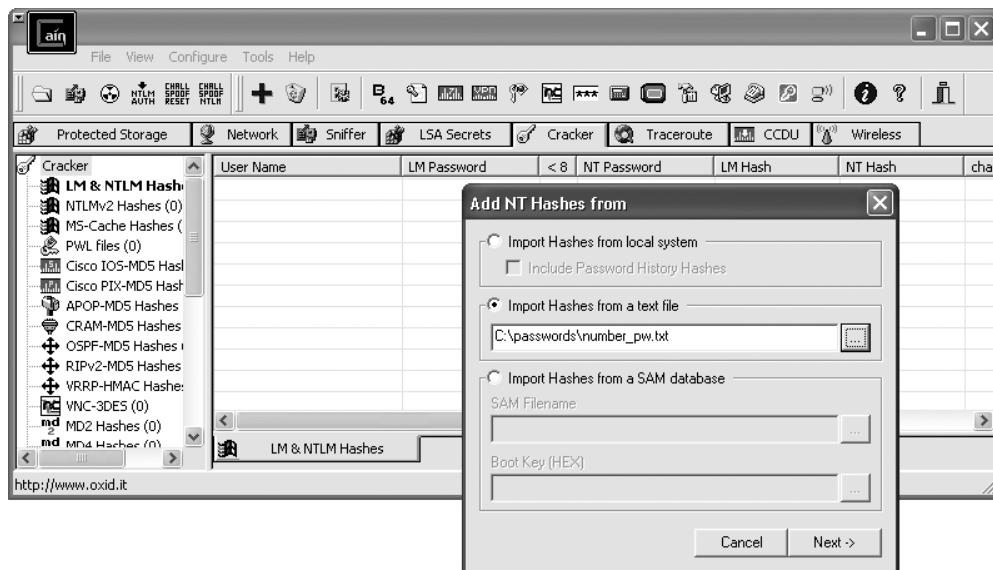 aín
File View Configure Tools Help
NTLM AUTH CHALL SPOOF RESET CHALL SPOOF NTLM B64
Protected Storage Network Sniffer LSA Secrets Cracker Traceroute CCDU Wireless
Cracker
LM & NTLM Hash
NTLMv2 Hashes (0)
MS-Cache Hashes (
PWL files (0)
Cisco IOS-MD5 Hasl
Cisco PIX-MD5 Hash
APOP-MD5 Hashes
CRAM-MD5 Hashes
OSPF-MD5 Hashes
RIPv2-MD5 Hashes
VRRP-HMAC Hashe
VNC-3DES (0)
MD2 Hashes (0)
MD4 Hashes (0)
User Name LM Password < 8 NT Password LM Hash NT Hash cha
LM & NTLM Hashes
http://www.oxid.it
Add NT Hashes from
Import Hashes from local system
Include Password History Hashes
Import Hashes from a text file
C:\passwords\number_pw.txt
...
Import Hashes from a SAM database
SAM Filename
...
Boot Key (HEX)
...
Cancel Next ->